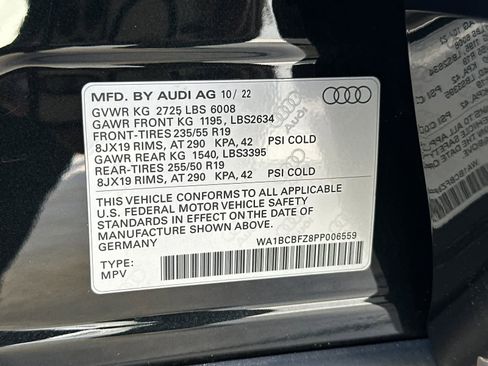 MFD. BY AUDI AG 10/22
GVWR KG 2725 LBS 6008
GAWR FRONT KG 1195, LBS2634
FRONT-TIRES 235/55 R19
8JX19 RIMS, AT 290 KPA, 42 PSI COLD
GAWR REAR KG 1540, LBS3395
REAR-TIRES 255/50 R19
8JX19 RIMS, AT 290 KPA, 42 PSI COLD
THIS VEHICLE CONFORMS TO ALL APPLICABLE
U.S. FEDERAL MOTOR VEHICLE SAFETY
STANDARDS IN EFFECT ON THE DATE OF
MANUFACTURE SHOWN ABOVE.
GERMANY WA1BCBFZ8PP006559
TYPE:
MPV